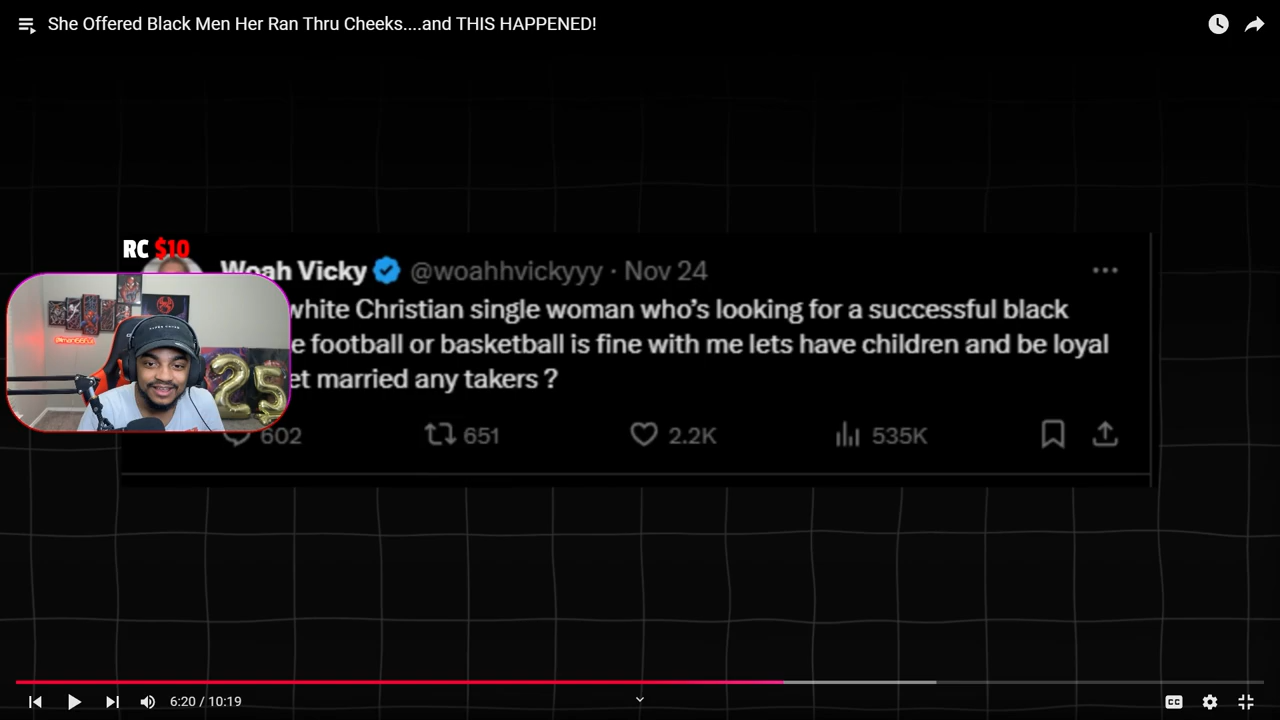 She Offered Black Men Her Ran Thru Cheeks....and THIS HAPPENED!
RC $10
Woah Vicky @woahhvickyyy · Nov 24
white Christian single woman who's looking for a successful black
football or basketball is fine with me lets have children and be loyal
married any takers ?
602 651 2.2K 535K
25
6:20 / 10:19
CC